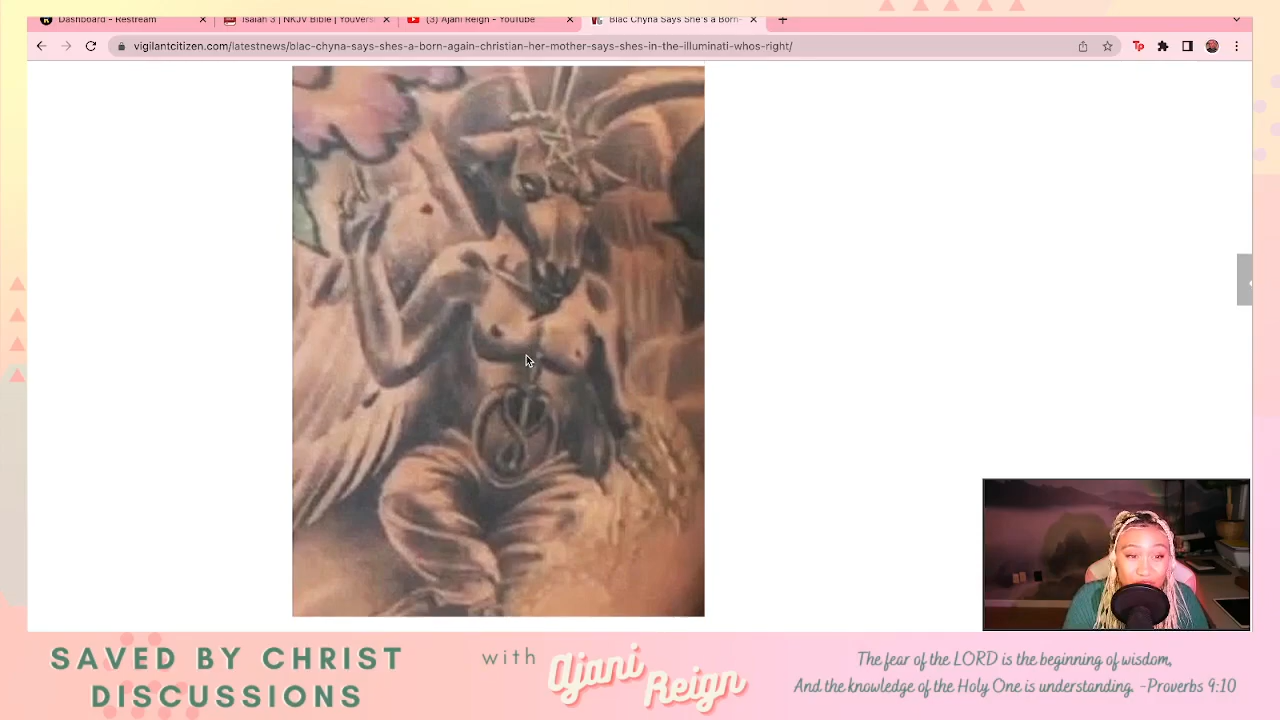 Dashboard - Restream
Isaiah 3 | NKJV Bible | YouVers
(3) Ajani Reign - YouTube
Blac Chyna Says She's a Born-
vigilantcitizen.com/latestnews/blac-chyna-says-shes-a-born-again-christian-her-mother-says-shes-in-the-illuminati-whos-right/
Tp
SAVED BY CHRIST
DISCUSSIONS
with
Ajani
Reign
The fear of the LORD is the beginning of wisdom,
And the knowledge of the Holy One is understanding. -Proverbs 9:10